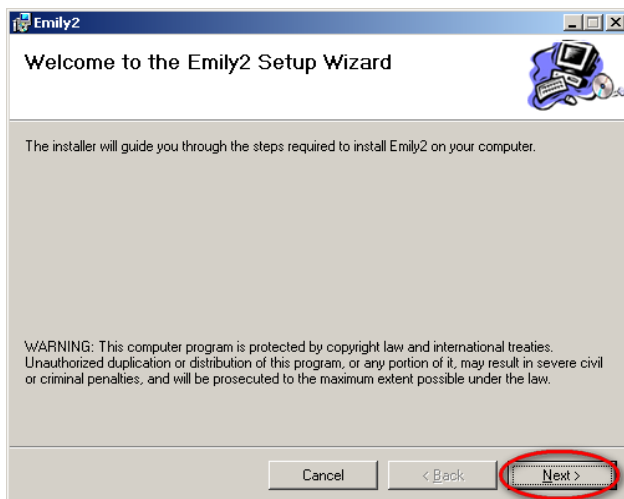 Emily2
Welcome to the Emily2 Setup Wizard
The installer will guide you through the steps required to install Emily2 on your computer.
WARNING: This computer program is protected by copyright law and international treaties.
Unauthorized duplication or distribution of this program, or any portion of it, may result in severe civil
or criminal penalties, and will be prosecuted to the maximum extent possible under the law.
Cancel
< Back
Next >